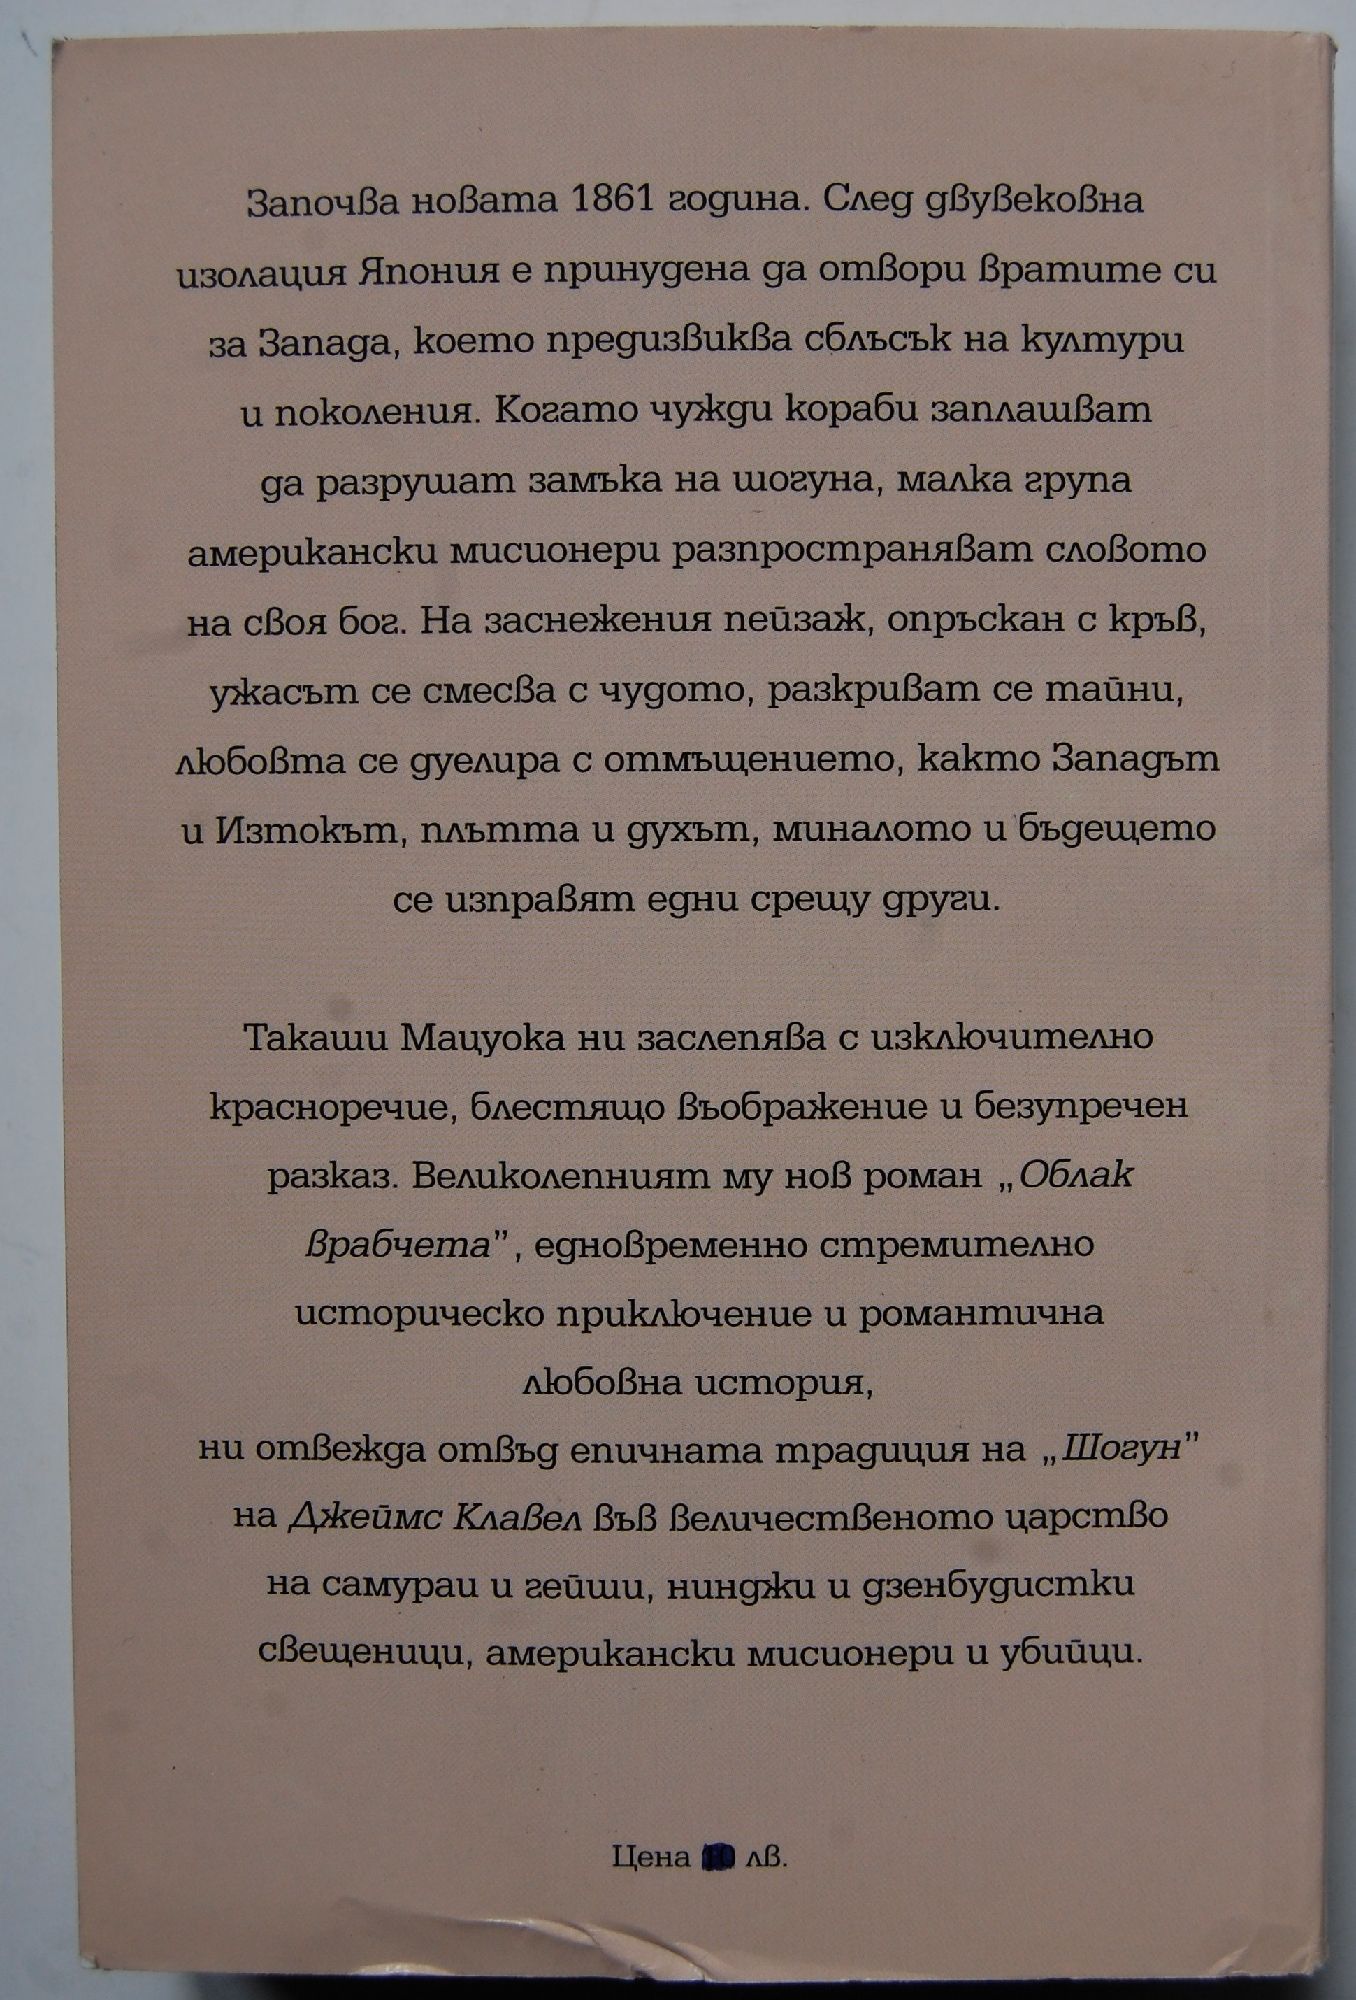 Започва новата 1861 година. След двувековна
изолация Япония е принудена да отвори вратите си
за Запада, което предизвиква сблъсък на култури
и поколения. Когато чужди кораби заплашват
да разрушат замъка на шогуна, малка група
американски мисионери разпространяват словото
на своя бог. На заснежения пейзаж, опръскан с кръв,
ужасът се смесва с чудото, разкриват се тайни,
любовта се дуелира с отмъщението, както Западът
и Изтокът, плътта и духът, миналото и бъдещето
се изправят едни срещу други.
Такаши Мацуока ни заслепява с изключително
красноречие, блестящо въображение и безупречен
разказ. Великолепният му нов роман „Облак
врабчета”, едновременно стремително
историческо приключение и романтична
любовна история,
ни отвежда отвъд епичната традиция на „Шогун”
на Джеймс Клавел във величественото царство
на самураи и гейши, нинджи и дзенбудистки
свещеници, американски мисионери и убийци.
Цена лв.